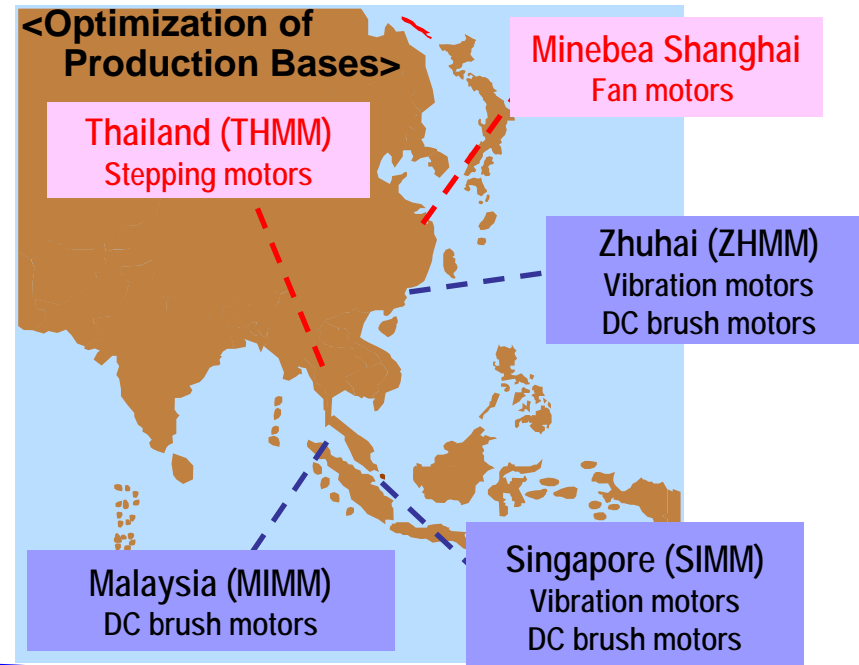 <Optimization of
Production Bases>
Minebea Shanghai
Fan motors
Thailand (THMM)
Stepping motors
Zhuhai (ZHMM)
Vibration motors
DC brush motors
Malaysia (MIMM)
DC brush motors
Singapore (SIMM)
Vibration motors
DC brush motors